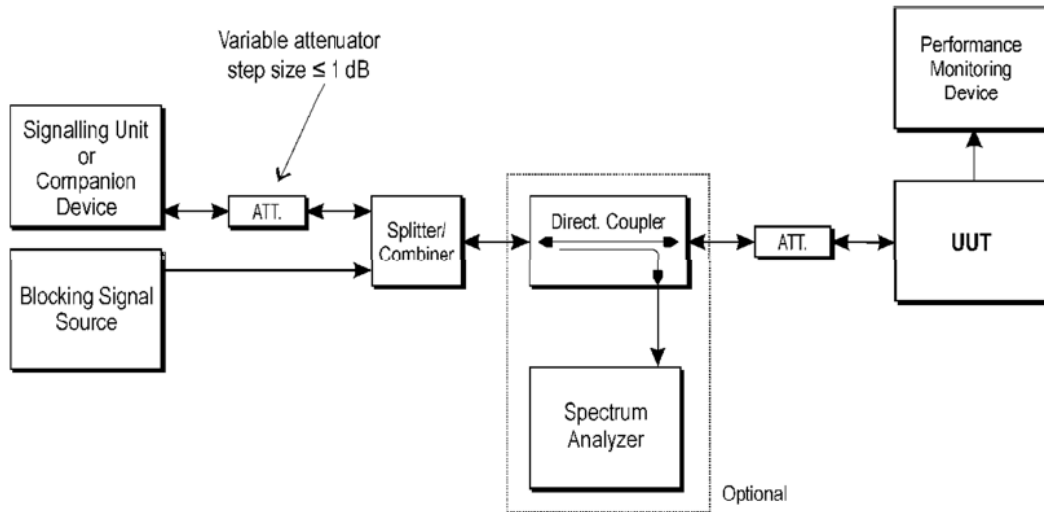 Variable attenuator
step size ≤ 1 dB
Performance
Monitoring
Device
Signalling Unit
or
Companion
Device
ATT.
Splitter/
Combiner
Direct. Coupler
ATT.
UUT
Blocking Signal
Source
Spectrum
Analyzer
Optional